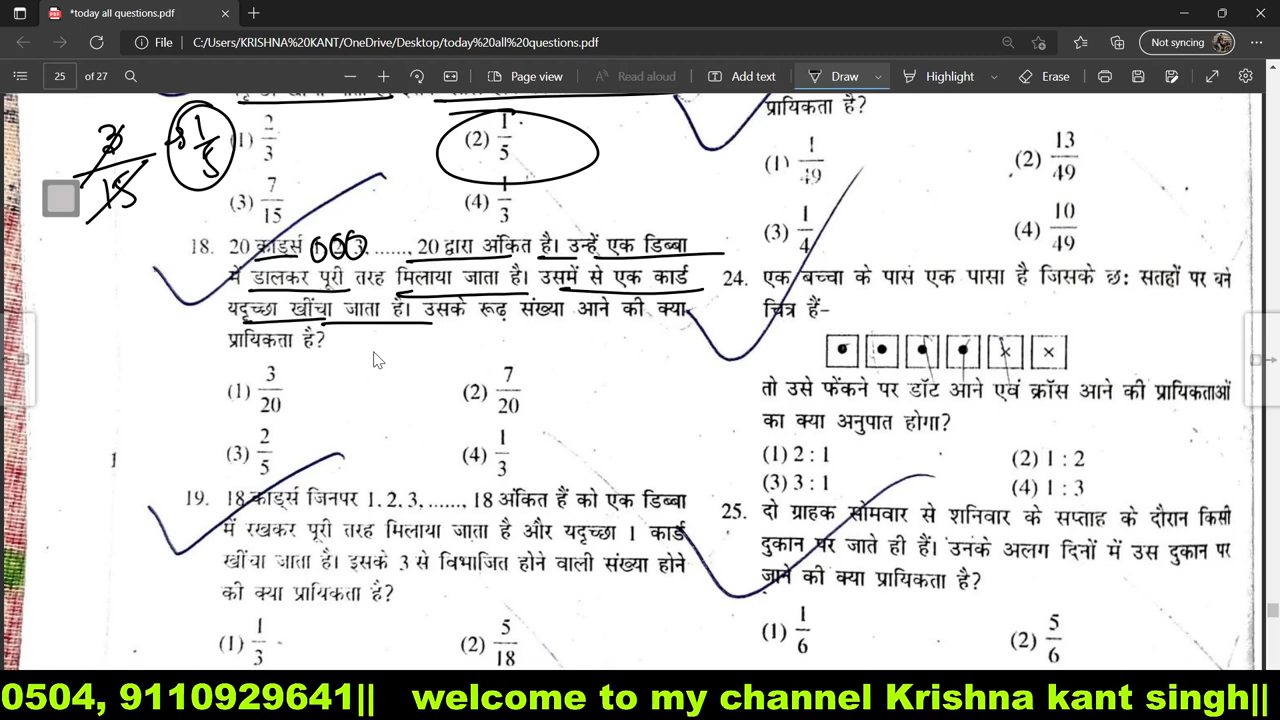 *today all questions.pdf
File C:/Users/KRISHNA%20KANT/OneDrive/Desktop/today%20all%20questions.pdf
Not syncing
25 of 27
Page view
Read aloud
Add text
Draw
Highlight
Erase
(1) 2/3 (2) 1/5
3/15 1/5
(3) 7/15 (4) 1/3
18. 20 कार्ड्स 1, 2, 3, ......, 20 द्वारा अंकित है। उन्हें एक डिब्बा
में डालकर पूरी तरह मिलाया जाता है। उसमें से एक कार्ड
यदृच्छा खींचा जाता है। उसके रूढ़ संख्या आने की क्या
प्रायिकता है?
(1) 3/20 (2) 7/20
(3) 2/5 (4) 1/3
19. 18 कार्ड्स जिनपर 1, 2, 3, ......, 18 अंकित हैं को एक डिब्बा
में रखकर पूरी तरह मिलाया जाता है और यदृच्छा 1 कार्ड
खींचा जाता है। इसके 3 से विभाजित होने वाली संख्या होने
की क्या प्रायिकता है?
(1) 1/3 (2) 5/18
प्रायिकता है?
(1) 1/49 (2) 13/49
(3) 1/4 (4) 10/49
24. एक बच्चा के पास एक पासा है जिसके छ: सतहों पर बने
चित्र हैं-
तो उसे फेंकने पर डॉट आने एवं क्रॉस आने की प्रायिकताओं
का क्या अनुपात होगा?
(1) 2 : 1 (2) 1 : 2
(3) 3 : 1 (4) 1 : 3
25. दो ग्राहक सोमवार से शनिवार के सप्ताह के दौरान किसी
दुकान पर जाते ही हैं। उनके अलग दिनों में उस दुकान पर
जाने की क्या प्रायिकता है?
(1) 1/6 (2) 5/6
0504, 9110929641|| welcome to my channel Krishna kant singh||